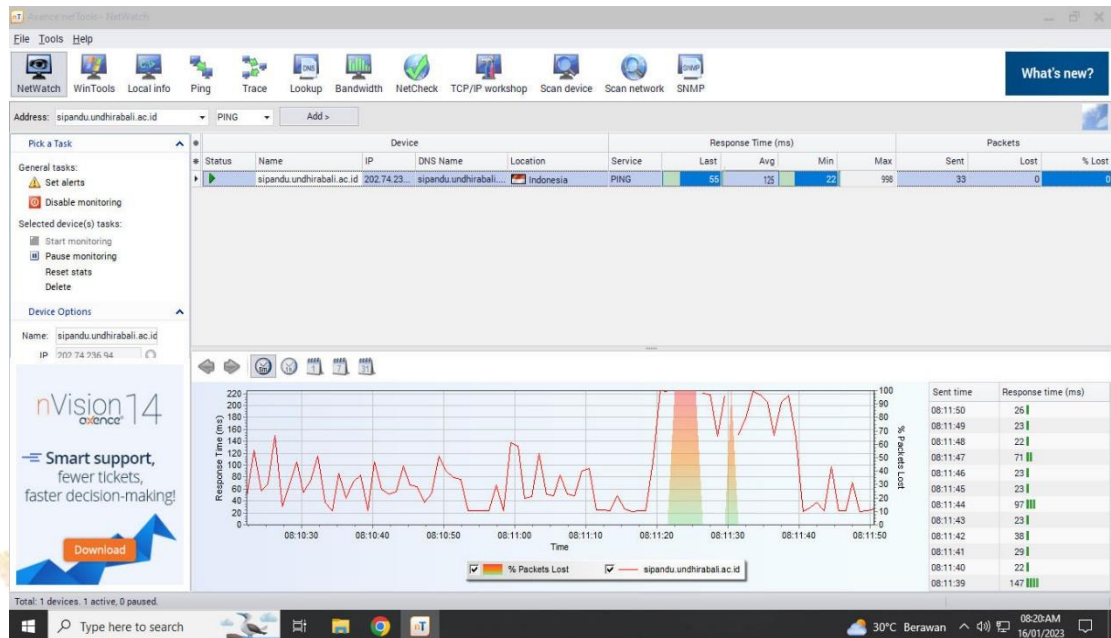 Axence netTools - NetWatch
File Tools Help
NetWatch WinTools Local info Ping Trace Lookup Bandwidth NetCheck TCP/IP workshop Scan device Scan network SNMP
What's new?
Address: sipandu.undhirabali.ac.id PING Add >
Pick a Task
General tasks:
Set alerts
Disable monitoring
Selected device(s) tasks:
Start monitoring
Pause monitoring
Reset stats
Delete
Device Options
Name: sipandu.undhirabali.ac.id
IP 202.74.236.94
Device Response Time (ms) Packets
Status Name IP DNS Name Location Service Last Avg Min Max Sent Lost % Lost
sipandu.undhirabali.ac.id 202.74.23... sipandu.undhirabali.... Indonesia PING 55 125 22 998 33 0 0
nVision 14
axence
Smart support,
fewer tickets,
faster decision-making!
Download
Response Time (ms)
220
200
180
160
140
120
100
80
60
40
20
0
% Packets Lost
100
90
80
70
60
50
40
30
20
10
0
08:10:30 08:10:40 08:10:50 08:11:00 08:11:10 08:11:20 08:11:30 08:11:40 08:11:50
Time
% Packets Lost sipandu.undhirabali.ac.id
Sent time Response time (ms)
08:11:50 26
08:11:49 23
08:11:48 22
08:11:47 71
08:11:46 23
08:11:45 23
08:11:44 97
08:11:43 23
08:11:42 38
08:11:41 29
08:11:40 22
08:11:39 147
Total: 1 devices. 1 active, 0 paused.
Type here to search
30°C Berawan
08:20AM
16/01/2023